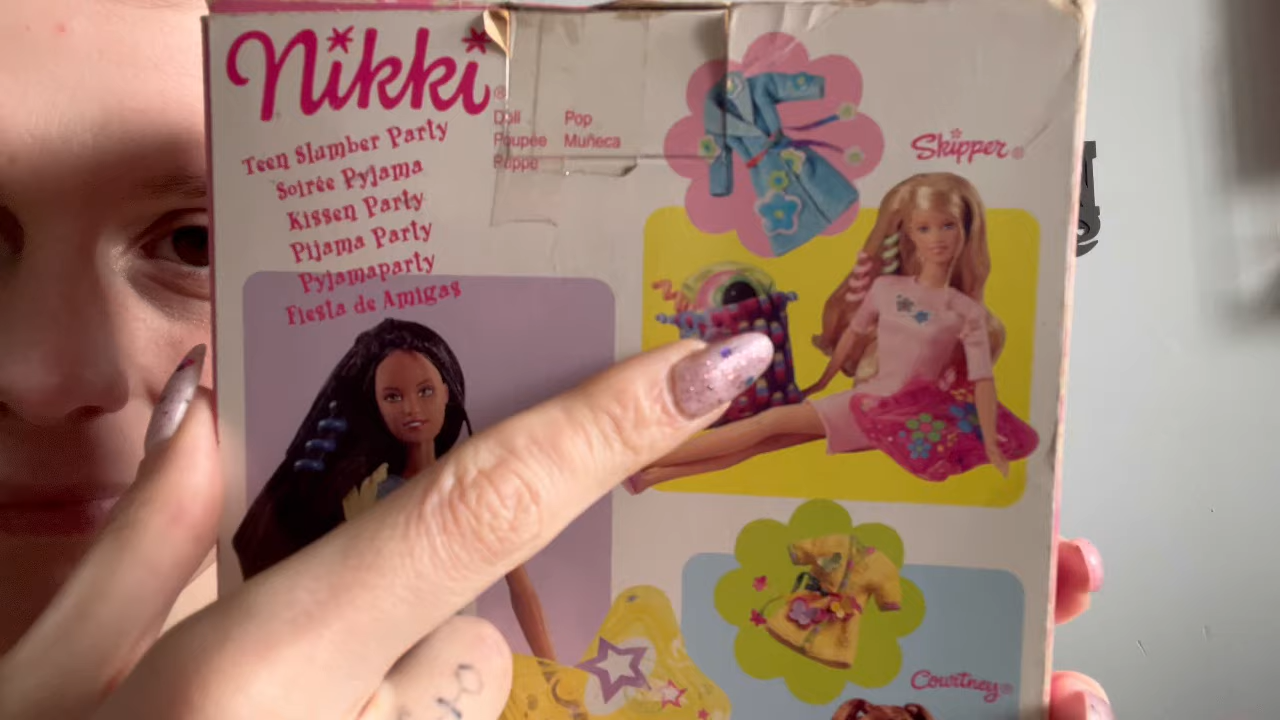 Nikki®
Doll Pop
Poupée Muñeca
Puppe
Teen Slumber Party
Soirée Pyjama
Kissen Party
Pijama Party
Pyjamaparty
Fiesta de Amigas
Skipper®
Courtney®